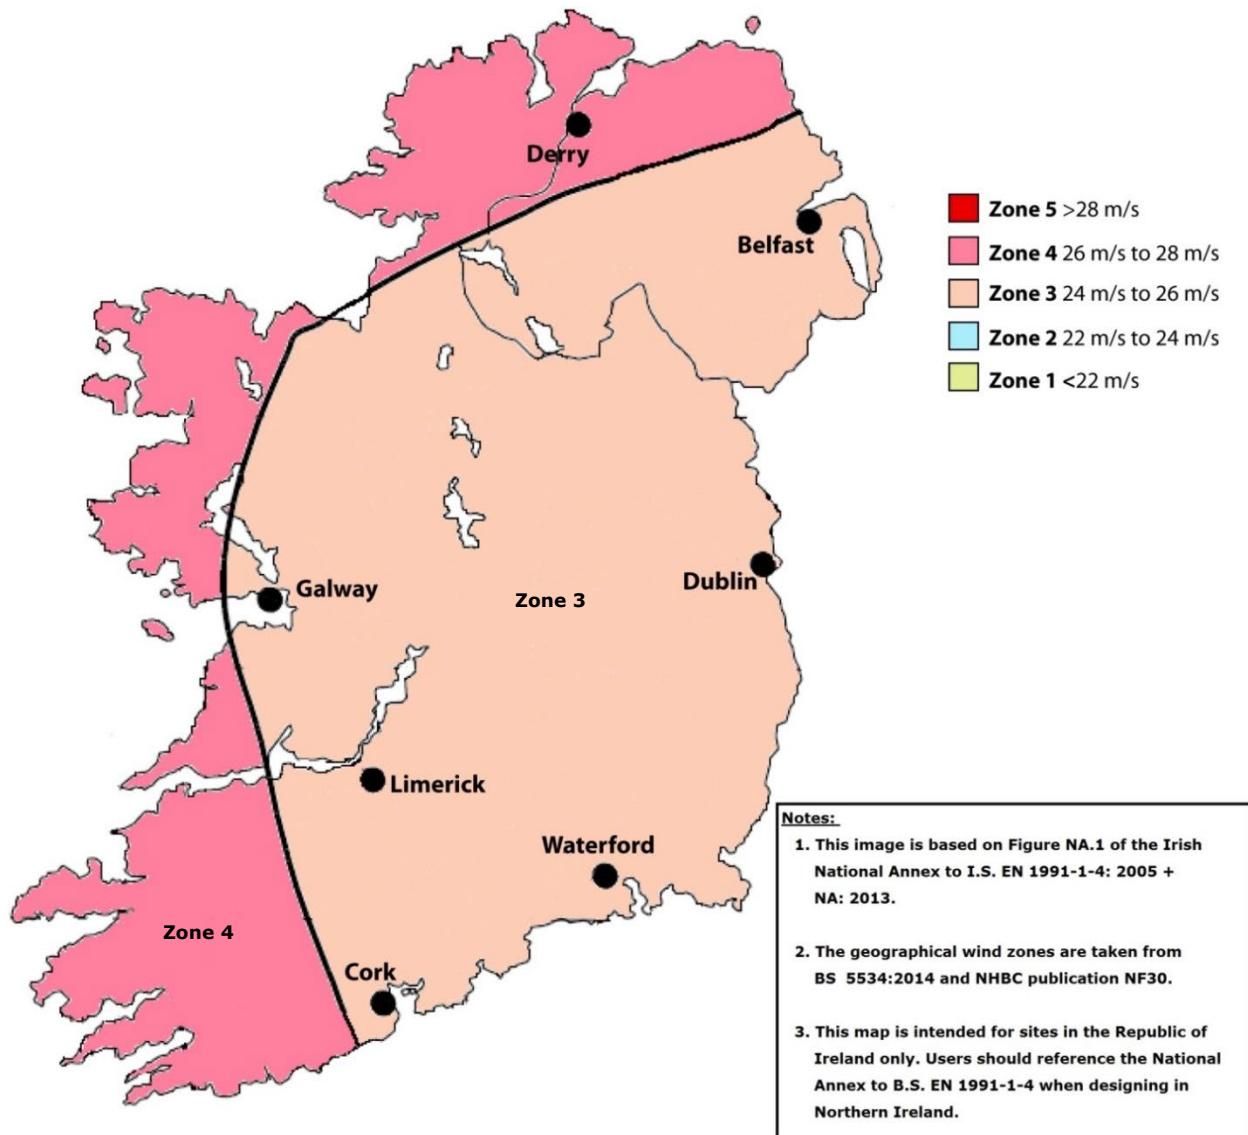 Derry
Belfast
Zone 5 >28 m/s
Zone 4 26 m/s to 28 m/s
Zone 3 24 m/s to 26 m/s
Zone 2 22 m/s to 24 m/s
Zone 1 <22 m/s
Galway
Zone 3
Dublin
Limerick
Waterford
Zone 4
Cork
Notes:
1. This image is based on Figure NA.1 of the Irish
National Annex to I.S. EN 1991-1-4: 2005 +
NA: 2013.
2. The geographical wind zones are taken from
BS 5534:2014 and NHBC publication NF30.
3. This map is intended for sites in the Republic of
Ireland only. Users should reference the National
Annex to B.S. EN 1991-1-4 when designing in
Northern Ireland.